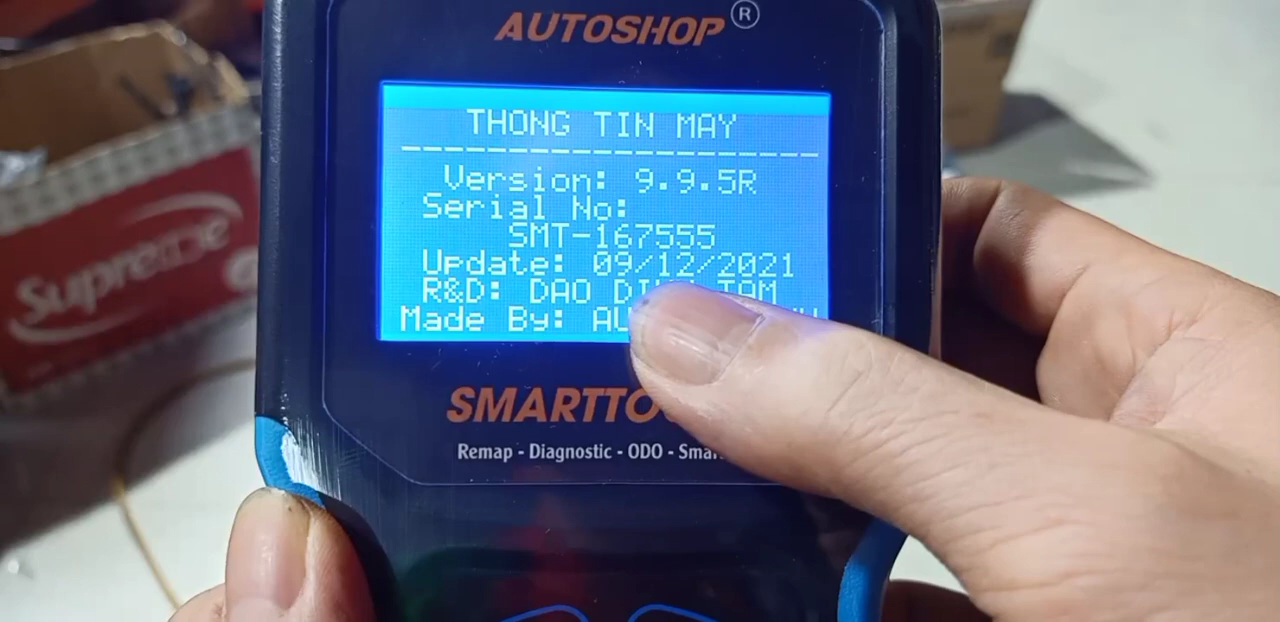 AUTOSHOP ®
THONG TIN MAY
Version: 9.9.5R
Serial No:
SMT-167555
Update: 09/12/2021
R&D: DAO TAM
Made By:
Remap - Diagnostic - ODO -
Supreme